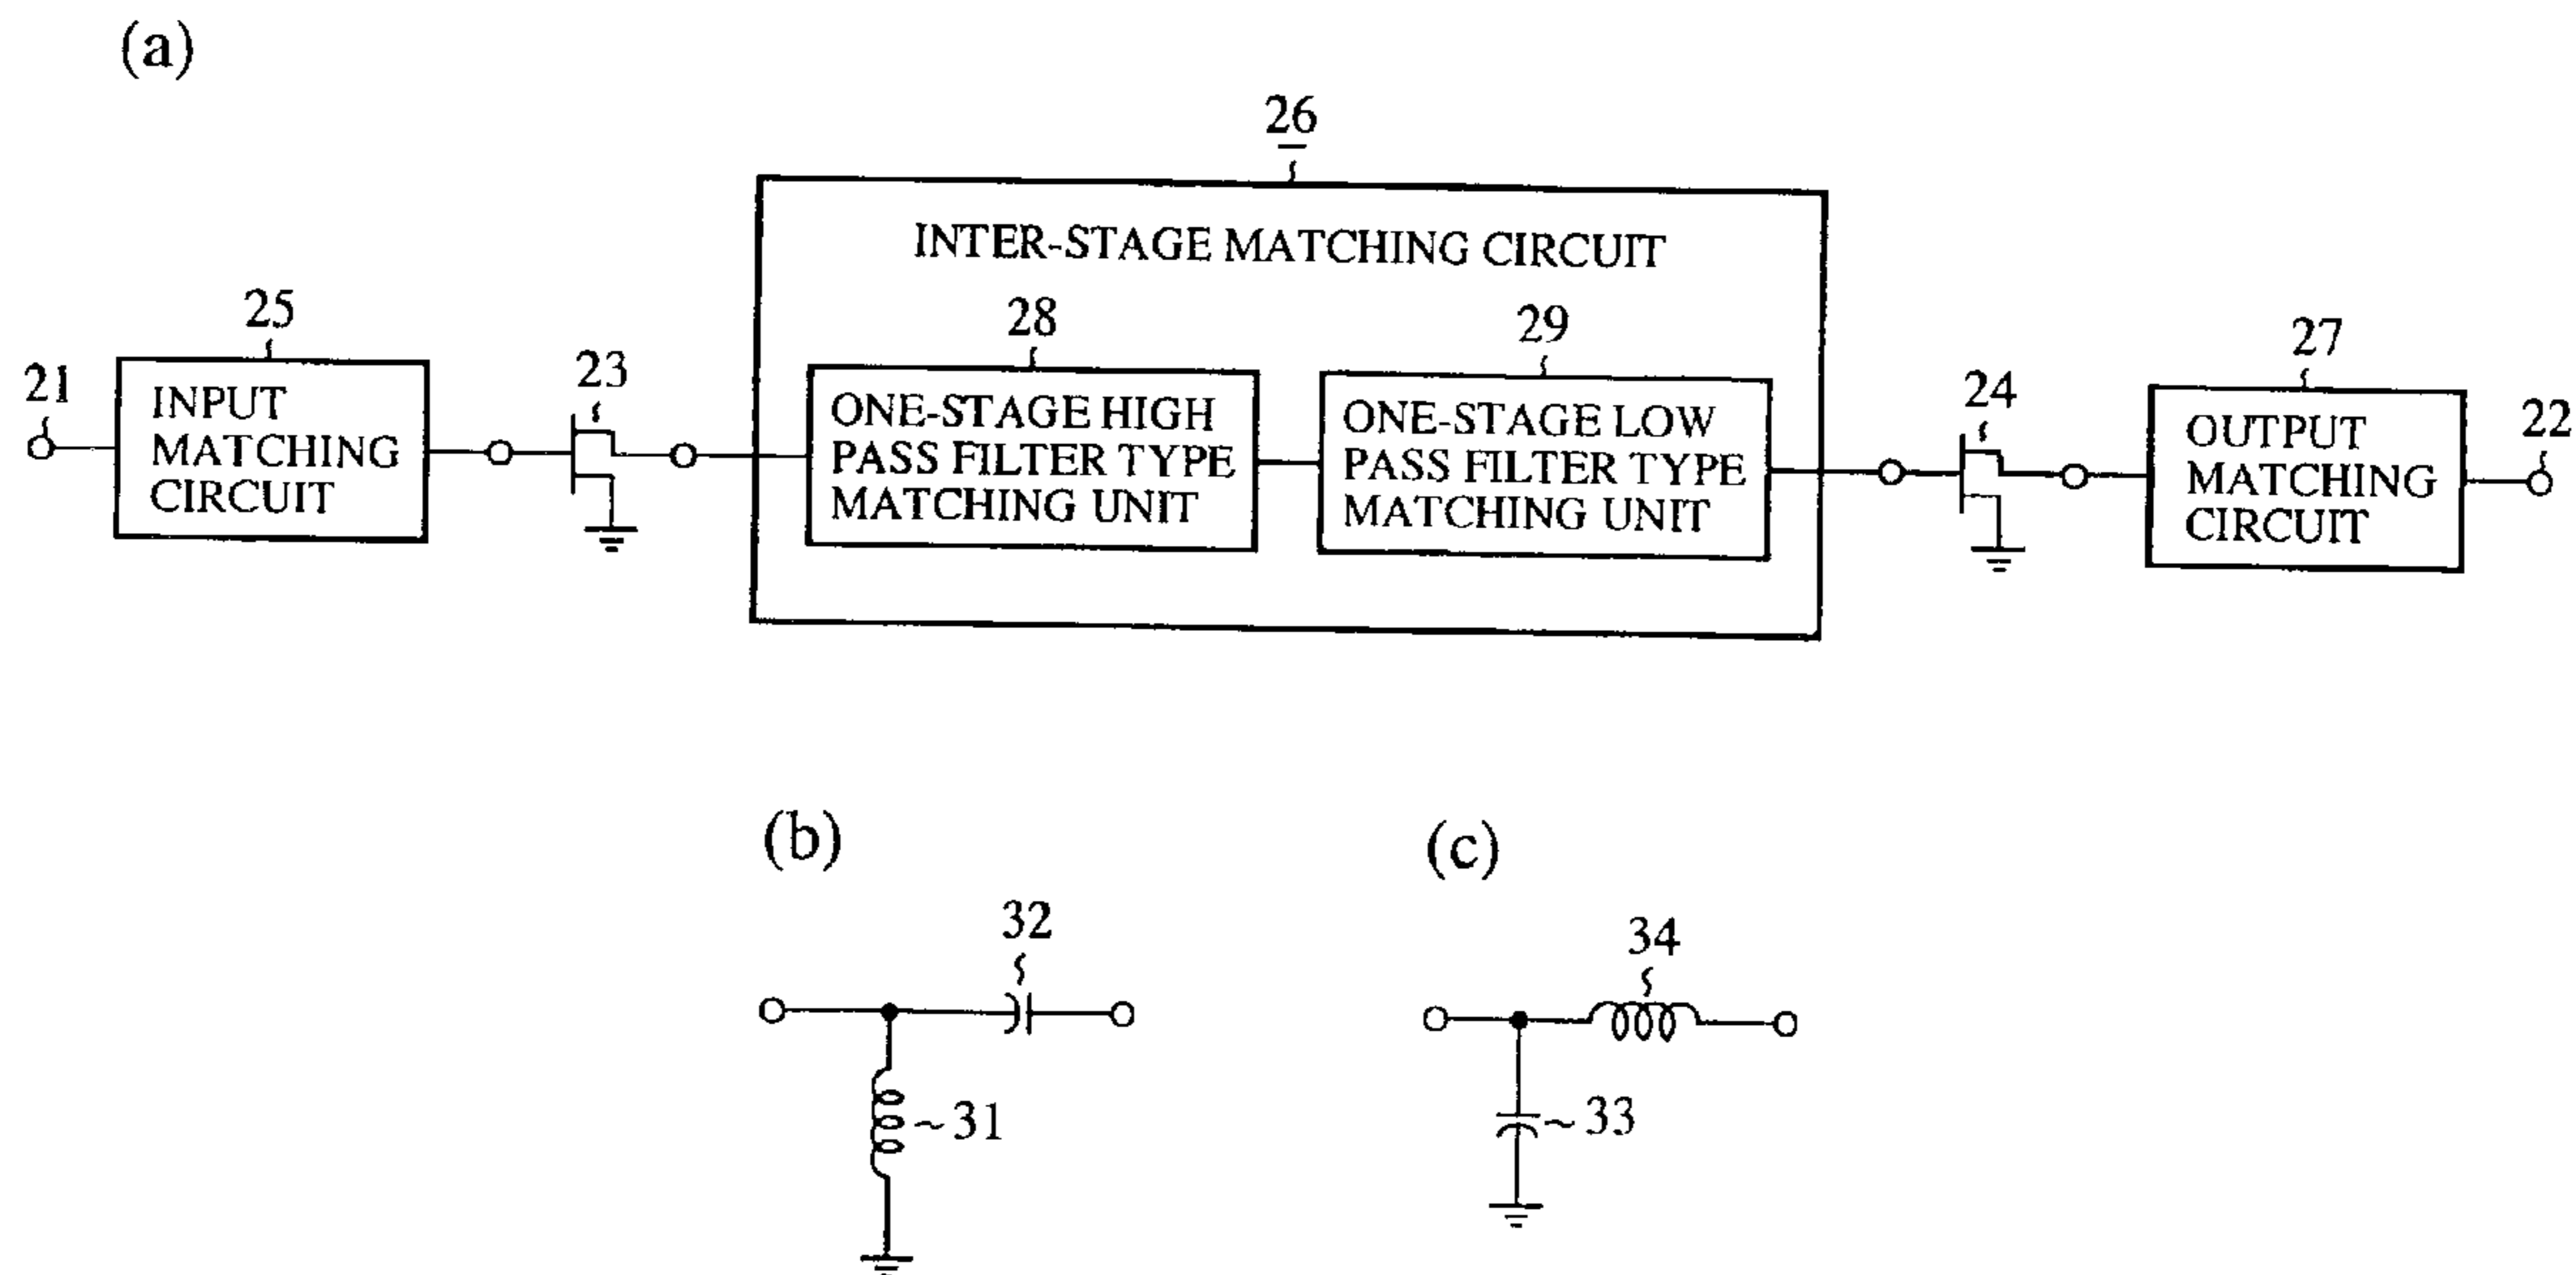 (a)
26
INTER-STAGE MATCHING CIRCUIT
25
28
29
27
21
23
24
22
INPUT
MATCHING
CIRCUIT
ONE-STAGE HIGH
PASS FILTER TYPE
MATCHING UNIT
ONE-STAGE LOW
PASS FILTER TYPE
MATCHING UNIT
OUTPUT
MATCHING
CIRCUIT
(b)
32
31
(c)
34
33